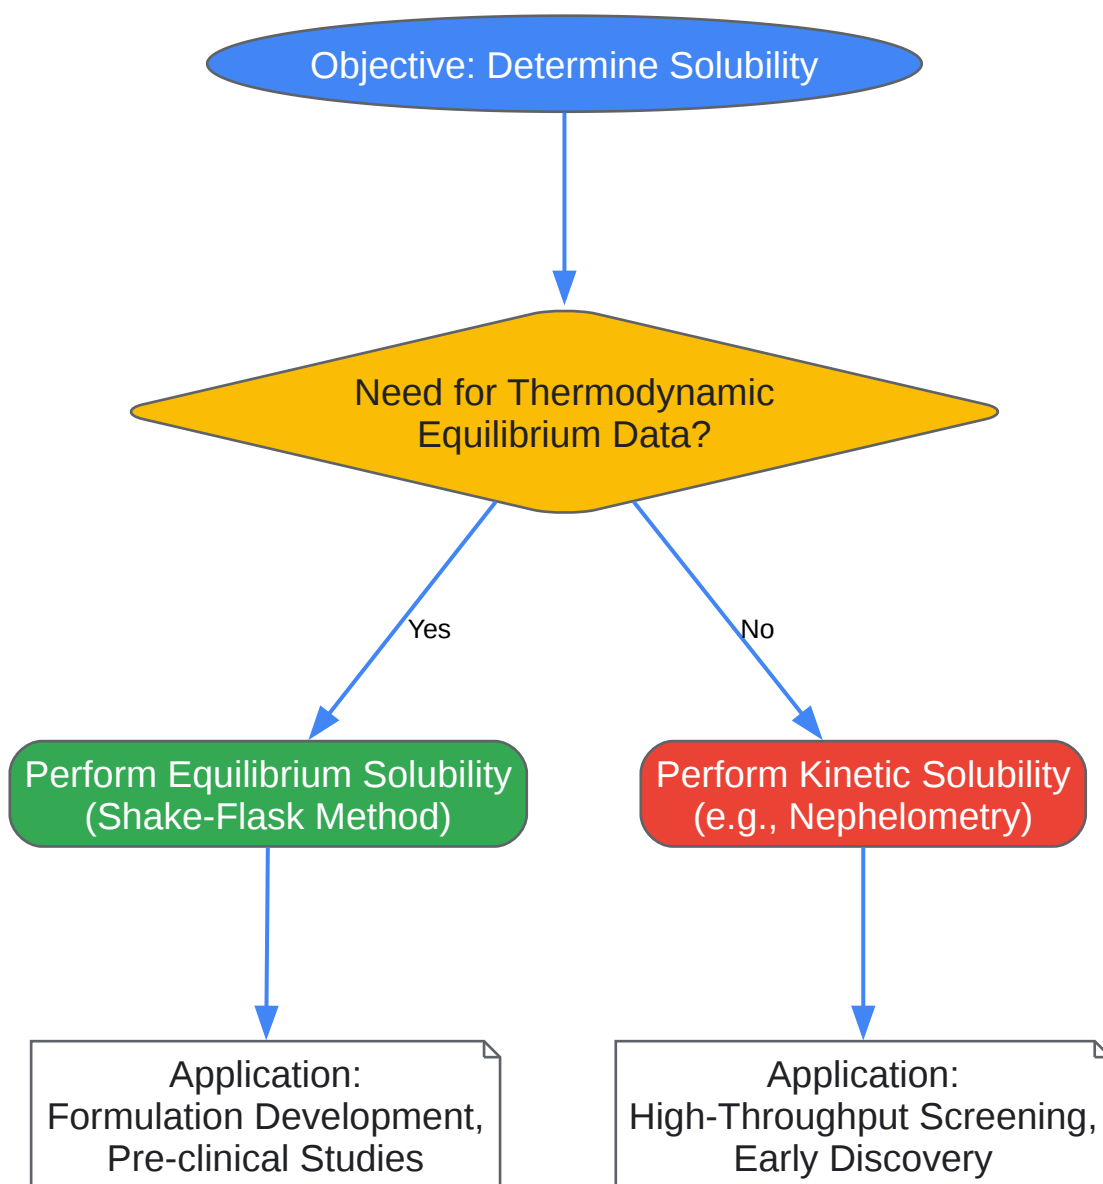 Objective: Determine Solubility
Need for Thermodynamic
Equilibrium Data?
Yes
No
Perform Equilibrium Solubility
(Shake-Flask Method)
Perform Kinetic Solubility
(e.g., Nephelometry)
Application:
Formulation Development,
Pre-clinical Studies
Application:
High-Throughput Screening,
Early Discovery